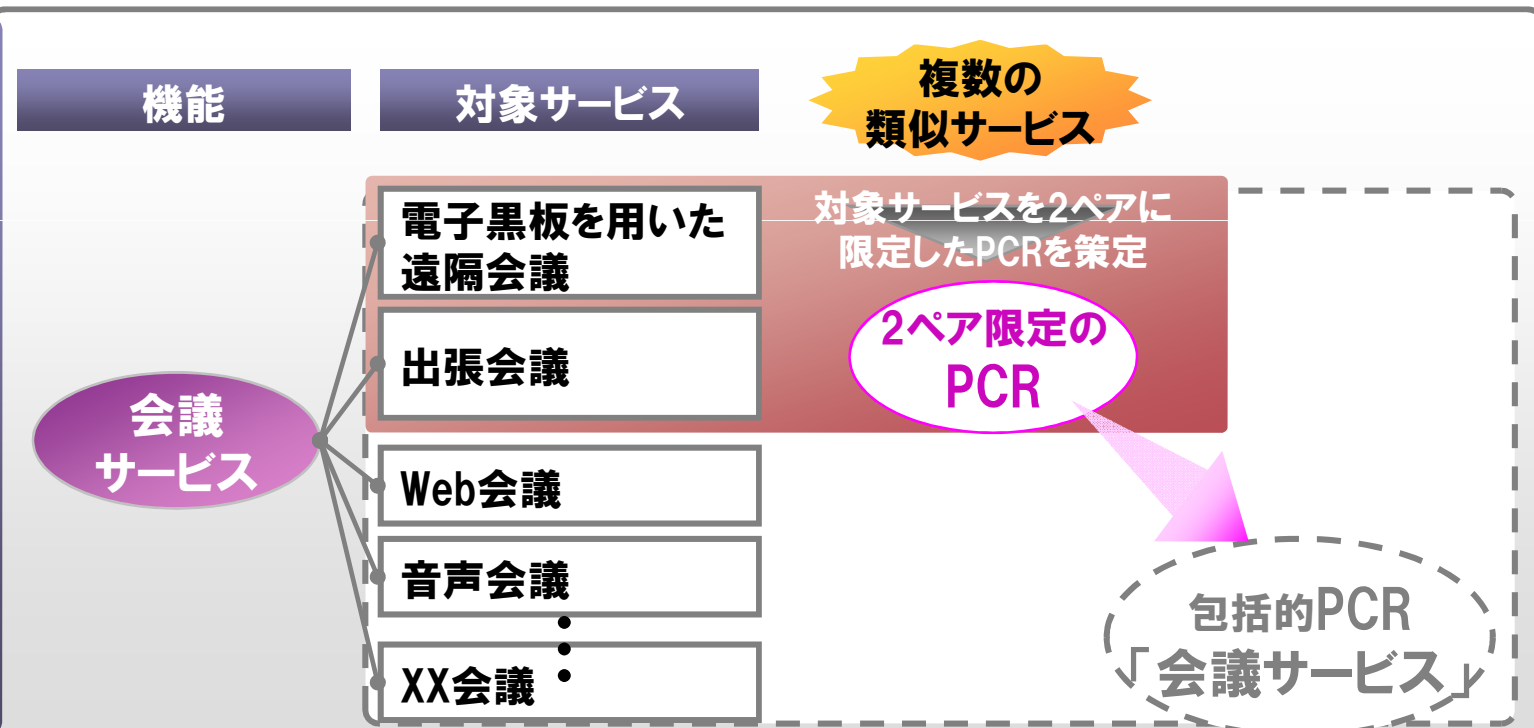 機能
対象サービス
複数の
類似サービス
電子黒板を用いた
遠隔会議
対象サービスを2ペアに
限定したPCRを策定
出張会議
2ペア限定の
PCR
会議
サービス
Web会議
音声会議
XX会議
包括的PCR
「会議サービス」